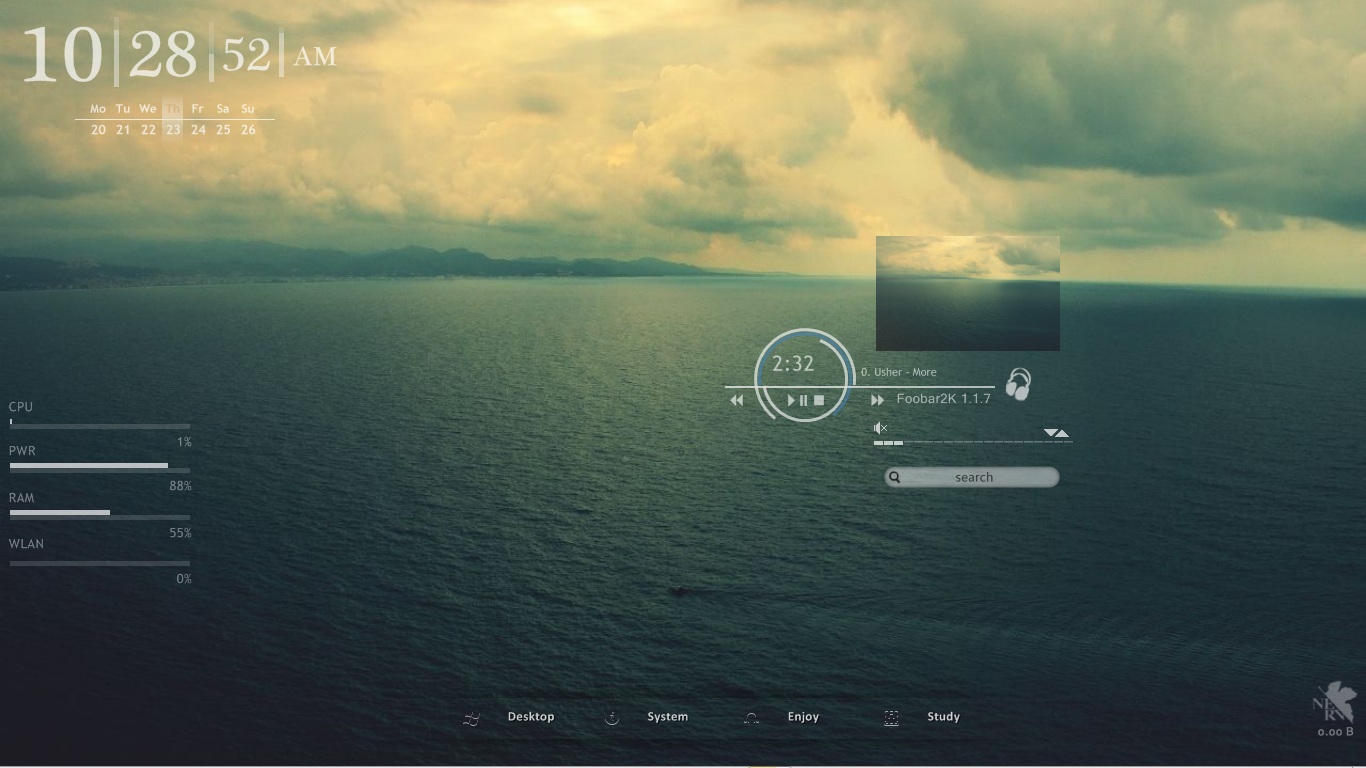 10 28 52 AM
Mo Tu We Th Fr Sa Su
20 21 22 23 24 25 26
2:32
0. Usher - More
Foobar2K 1.1.7
search
CPU
1%
PWR
88%
RAM
55%
WLAN
0%
Desktop System Enjoy Study
NERV
0.00 B